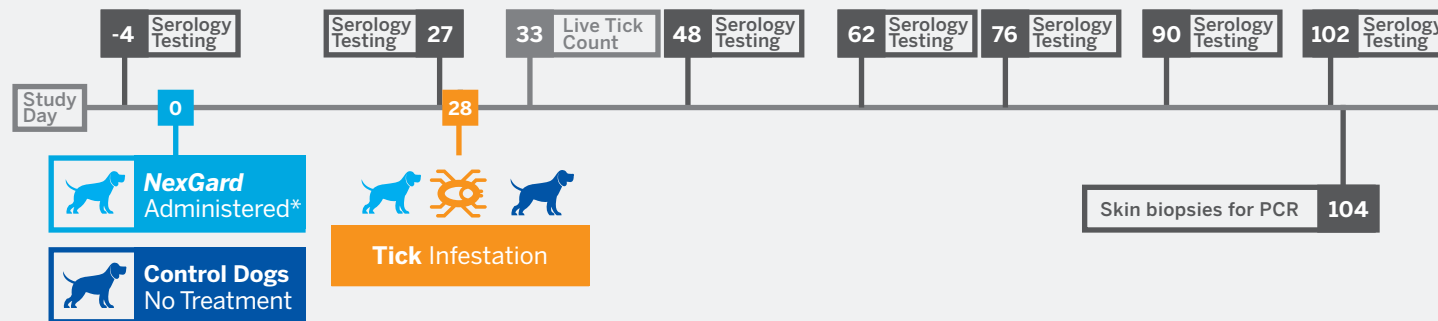 -4 Serology
Testing
Serology
Testing 27
33 Live Tick
Count
48 Serology
Testing
62 Serology
Testing
76 Serology
Testing
90 Serology
Testing
102 Serology
Testing
Study
Day
0
28
NexGard
Administered*
Control Dogs
No Treatment
Tick Infestation
Skin biopsies for PCR 104